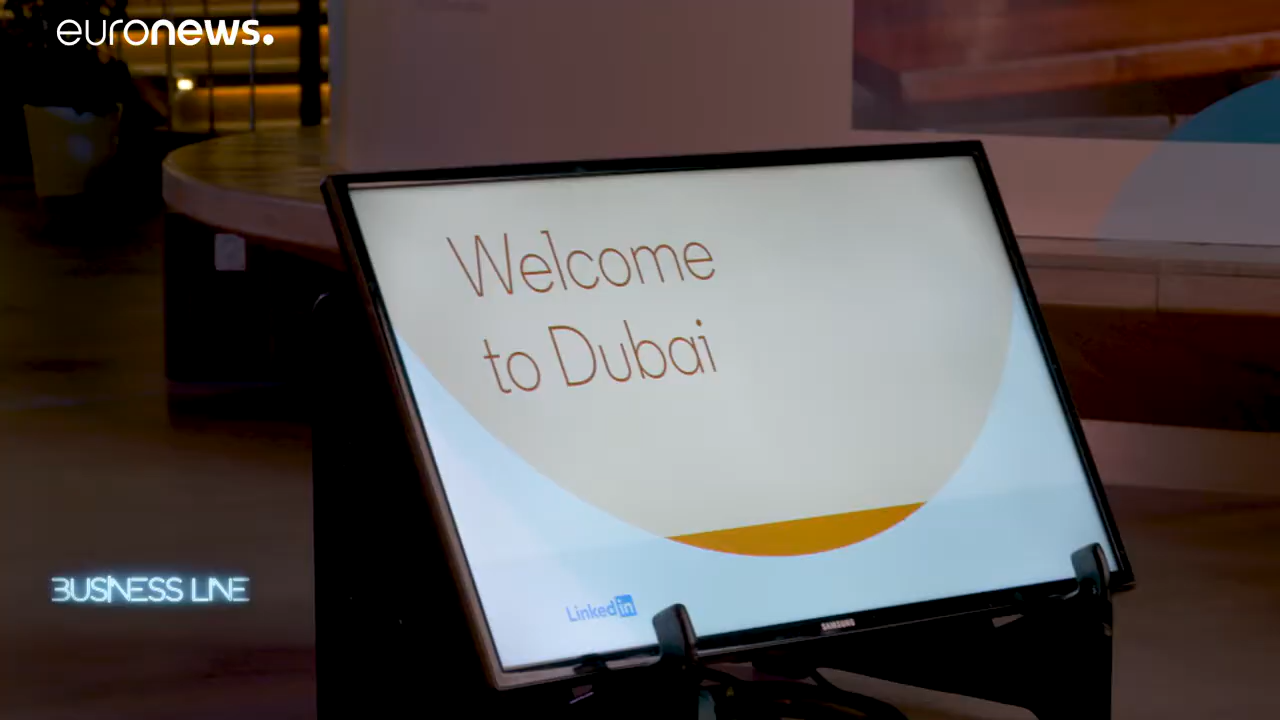 euronews.
Welcome
to Dubai
BUSINESS LINE
LinkedIn
SAMSUNG